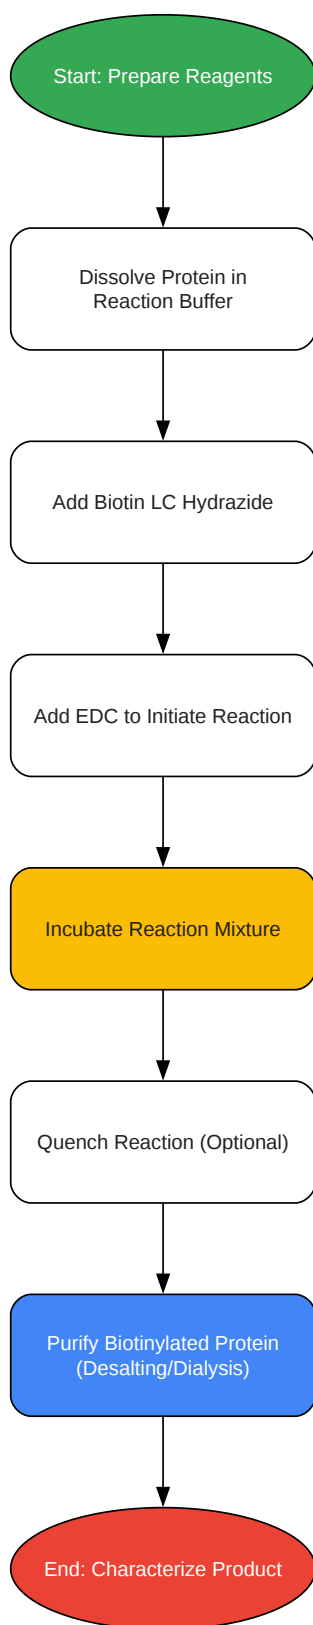 Start: Prepare Reagents
Dissolve Protein in
Reaction Buffer
Add Biotin LC Hydrazide
Add EDC to Initiate Reaction
Incubate Reaction Mixture
Quench Reaction (Optional)
Purify Biotinylated Protein
(Desalting/Dialysis)
End: Characterize Product